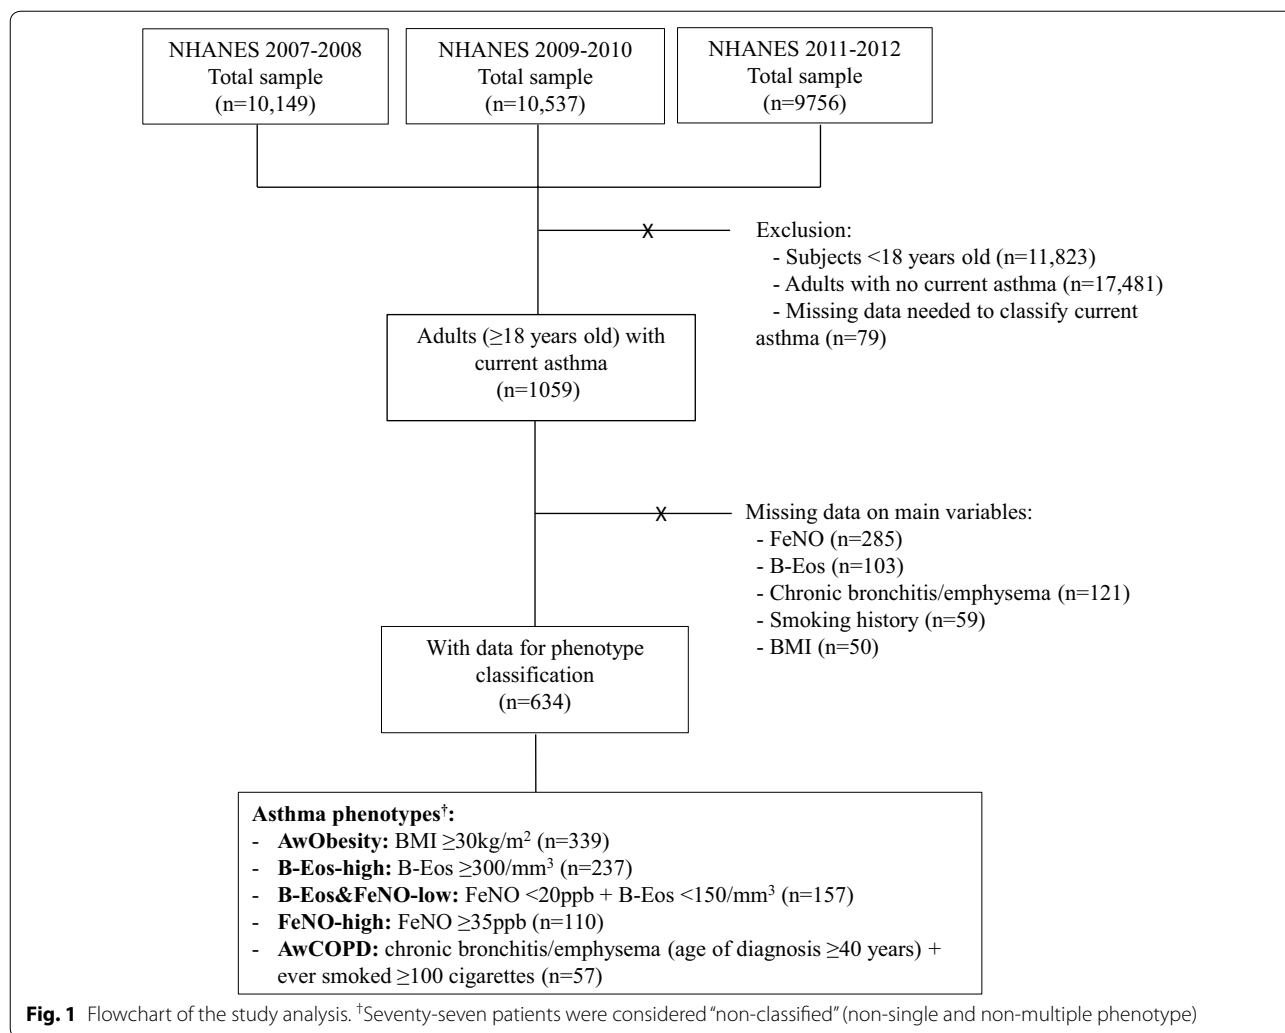 NHANES 2007-2008
Total sample
(n=10,149)
NHANES 2009-2010
Total sample
(n=10,537)
NHANES 2011-2012
Total sample
(n=9756)
X
Exclusion:
- Subjects <18 years old (n=11,823)
- Adults with no current asthma (n=17,481)
- Missing data needed to classify current
asthma (n=79)
Adults (≥18 years old) with
current asthma
(n=1059)
X
Missing data on main variables:
- FeNO (n=285)
- B-Eos (n=103)
- Chronic bronchitis/emphysema (n=121)
- Smoking history (n=59)
- BMI (n=50)
With data for phenotype
classification
(n=634)
Asthma phenotypes†:
- AwObesity: BMI ≥30kg/m² (n=339)
- B-Eos-high: B-Eos ≥300/mm³ (n=237)
- B-Eos&FeNO-low: FeNO <20ppb + B-Eos <150/mm³ (n=157)
- FeNO-high: FeNO ≥35ppb (n=110)
- AwCOPD: chronic bronchitis/emphysema (age of diagnosis ≥40 years) +
ever smoked ≥100 cigarettes (n=57)
Fig. 1 Flowchart of the study analysis. †Seventy-seven patients were considered “non-classified” (non-single and non-multiple phenotype)